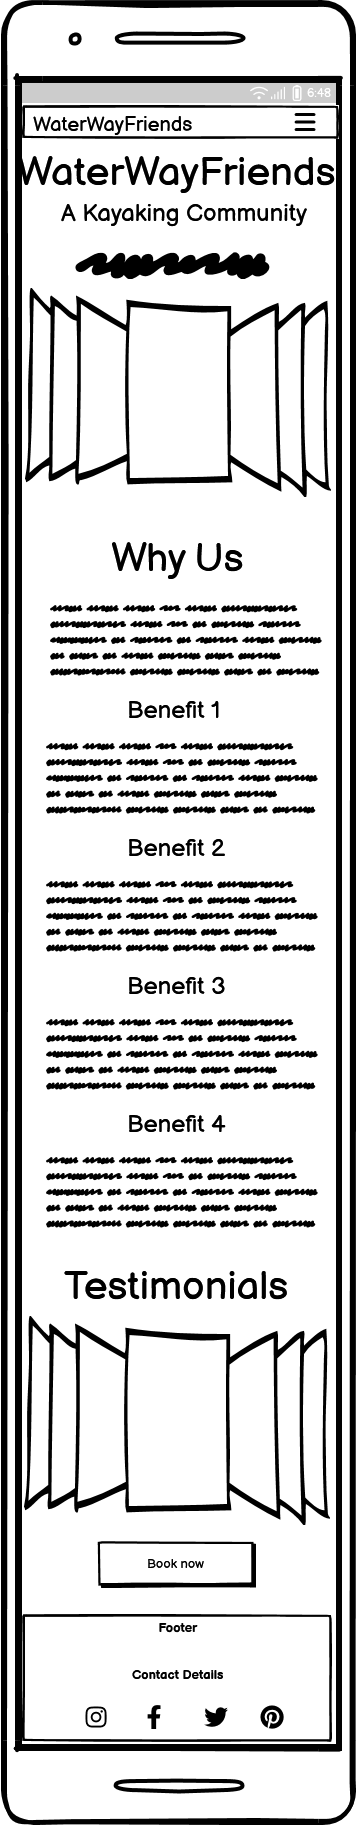 6:48
WaterWayFriends
WaterWayFriends
A Kayaking Community
Why Us
Benefit 1
Benefit 2
Benefit 3
Benefit 4
Testimonials
Book now
Footer
Contact Details